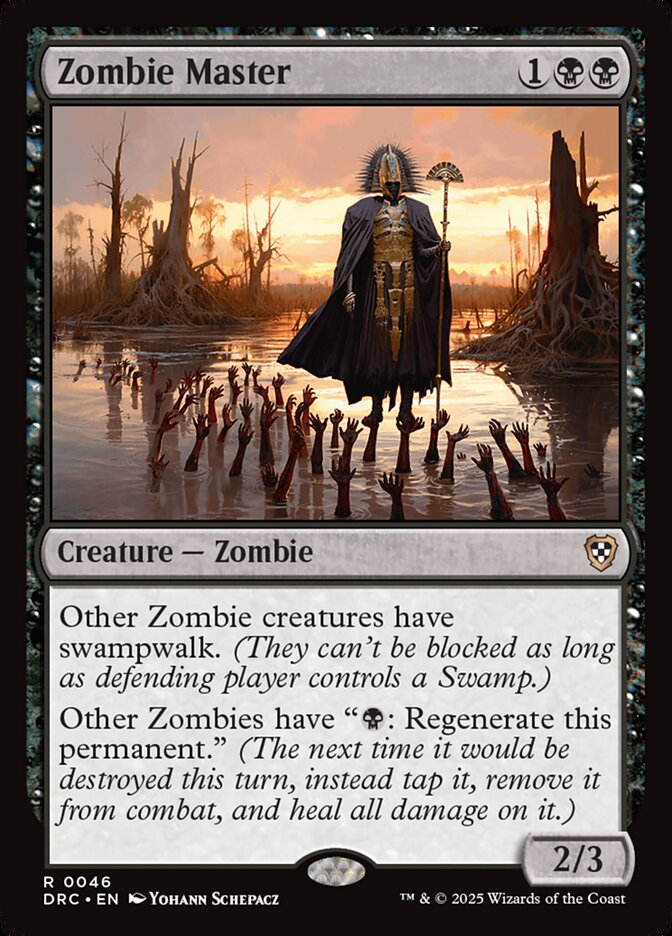 Zombie Master 1
Creature — Zombie
Other Zombie creatures have
swampwalk. (They can't be blocked as long
as defending player controls a Swamp.)
Other Zombies have “: Regenerate this
permanent.” (The next time it would be
destroyed this turn, instead tap it, remove it
from combat, and heal all damage on it.)
2/3
R 0046
DRC • EN Yohann Schepacz
™ & © 2025 Wizards of the Coast